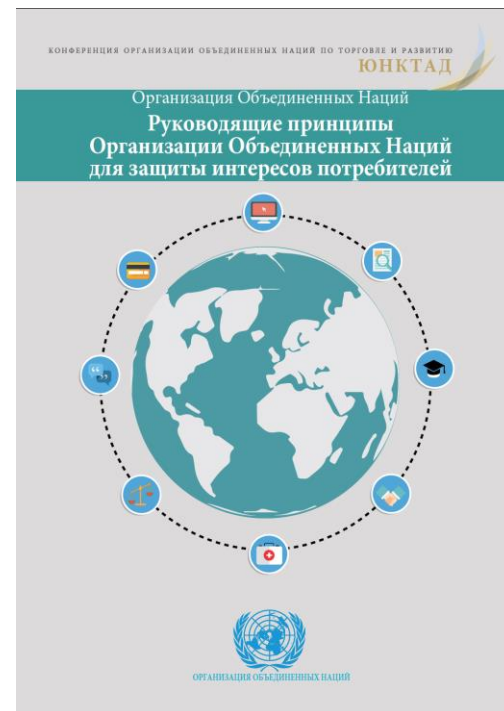 КОНФЕРЕНЦИЯ ОРГАНИЗАЦИИ ОБЪЕДИНЕННЫХ НАЦИЙ ПО ТОРГОВЛЕ И РАЗВИТИЮ
ЮНКТАД
Организация Объединенных Наций
Руководящие принципы
Организации Объединенных Наций
для защиты интересов потребителей
ОРГАНИЗАЦИЯ ОБЪЕДИНЕННЫХ НАЦИЙ